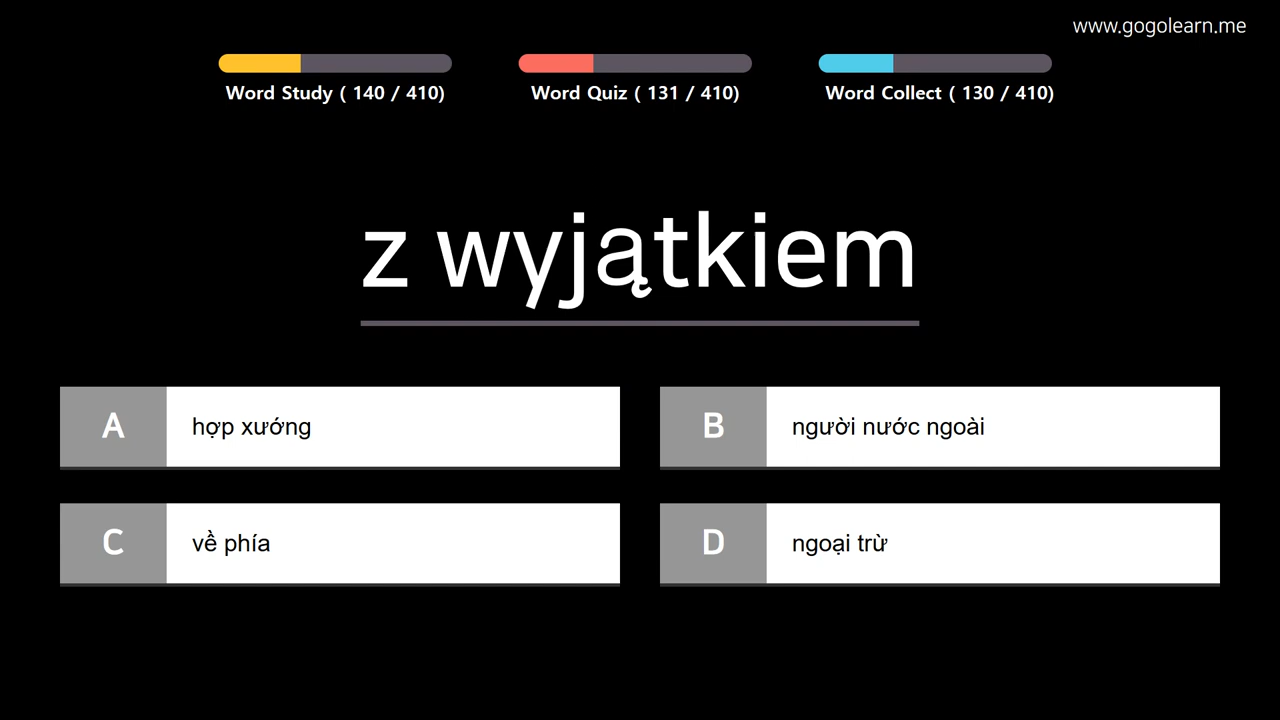 www.gogolearn.me
Word Study ( 140 / 410)
Word Quiz ( 131 / 410)
Word Collect ( 130 / 410)
z wyjątkiem
A hợp xướng
B người nước ngoài
C về phía
D ngoại trừ